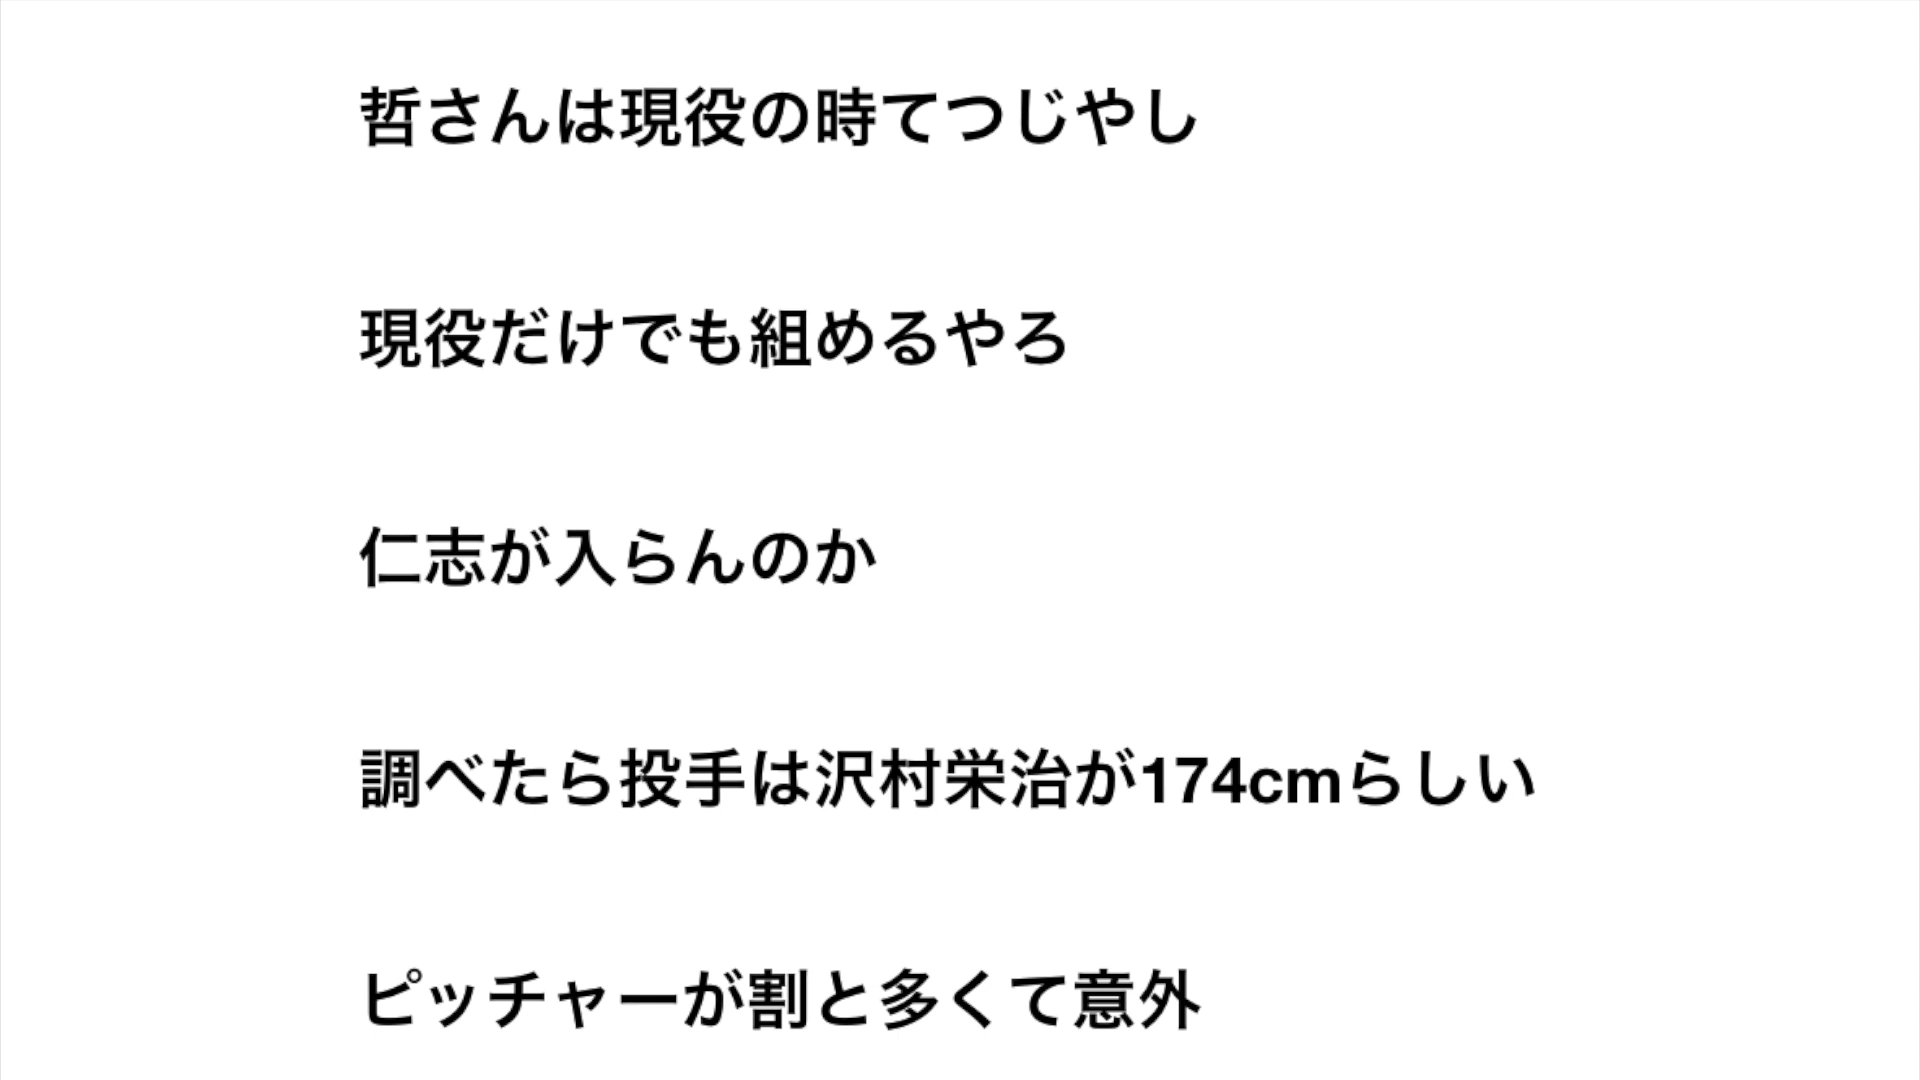 哲さんは現役の時てつじやし
現役だけでも組めるやろ
仁志が入らんのか
調べたら投手は沢村栄治が174cmらしい
ピッチャーが割と多くて意外